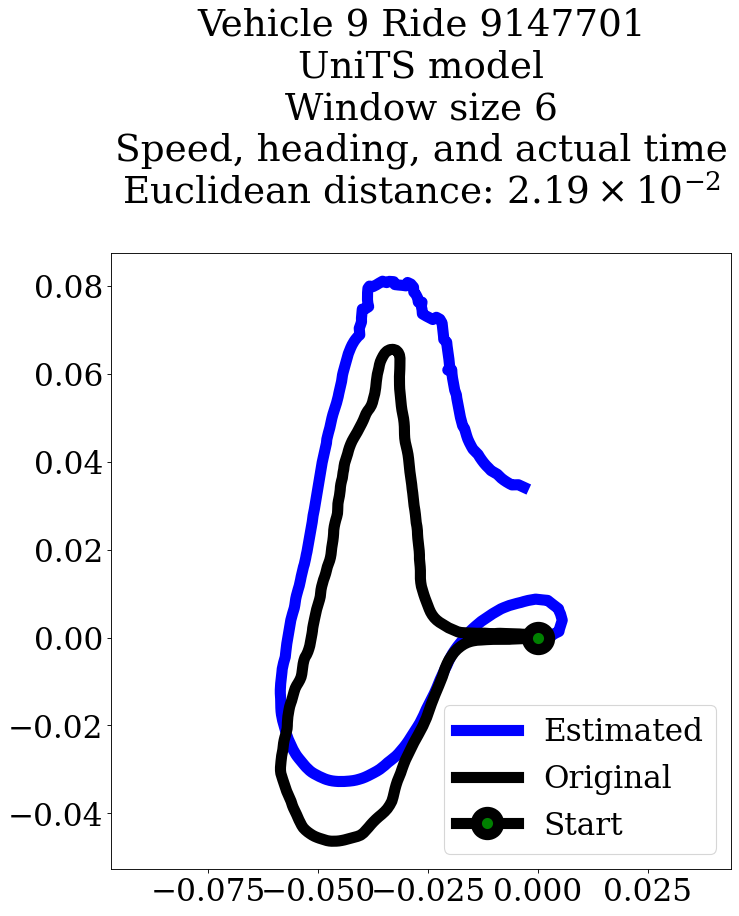 Vehicle 9 Ride 9147701
UniTS model
Window size 6
Speed, heading, and actual time
Euclidean distance: 2.19 × 10⁻²
0.08
0.06
0.04
0.02
0.00
−0.02
−0.04
Estimated
Original
Start
−0.075 −0.050 −0.025 0.000 0.025